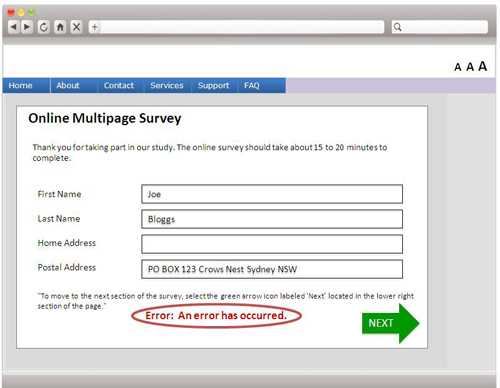 A A A
Home About Contact Services Support FAQ
Online Multipage Survey
Thank you for taking part in our study. The online survey should take about 15 to 20 minutes to
complete.
First Name Joe
Last Name Bloggs
Home Address
Postal Address PO BOX 123 Crows Nest Sydney NSW
"To move to the next section of the survey, select the green arrow icon labeled 'Next' located in the lower right
section of the page."
Error: An error has occurred.
NEXT